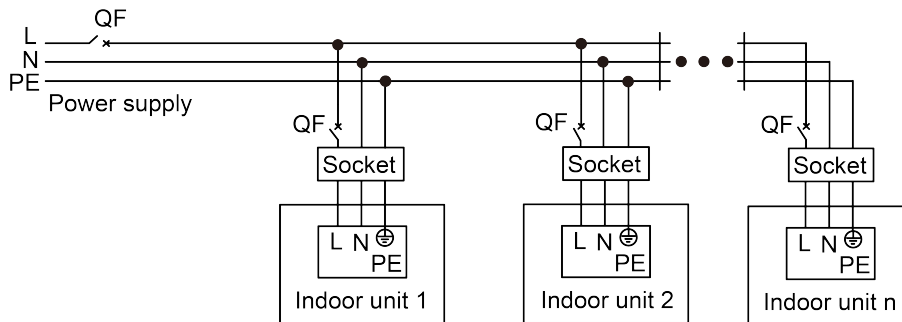 QF
L
N
PE
Power supply
QF
QF
QF
Socket
Socket
Socket
L N
PE
L N
PE
L N
PE
Indoor unit 1
Indoor unit 2
Indoor unit n